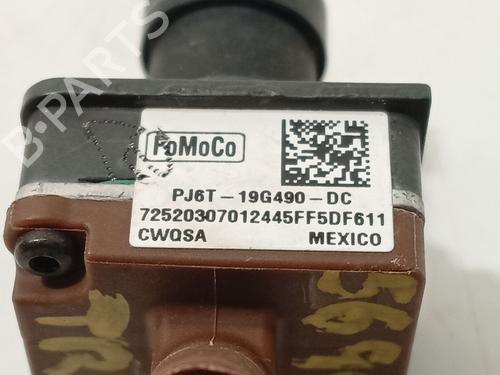 B-PARTS
FoMoCo
PJ6T-19G490-DC
72520307012445FF5DF611
CWQSA MEXICO